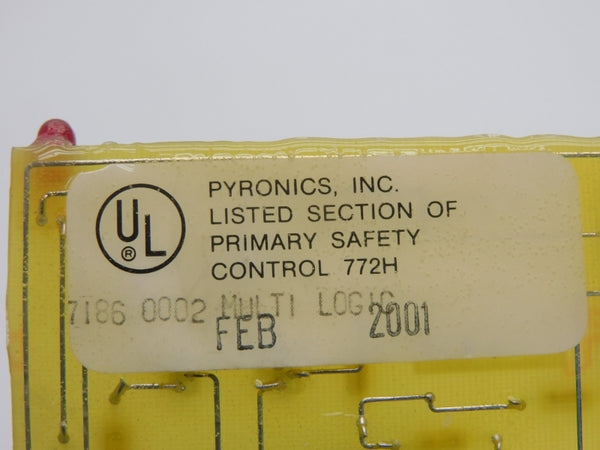 UL ®
PYRONICS, INC.
LISTED SECTION OF
PRIMARY SAFETY
CONTROL 772H
7186 0002 MULTI LOGIC
FEB 2001